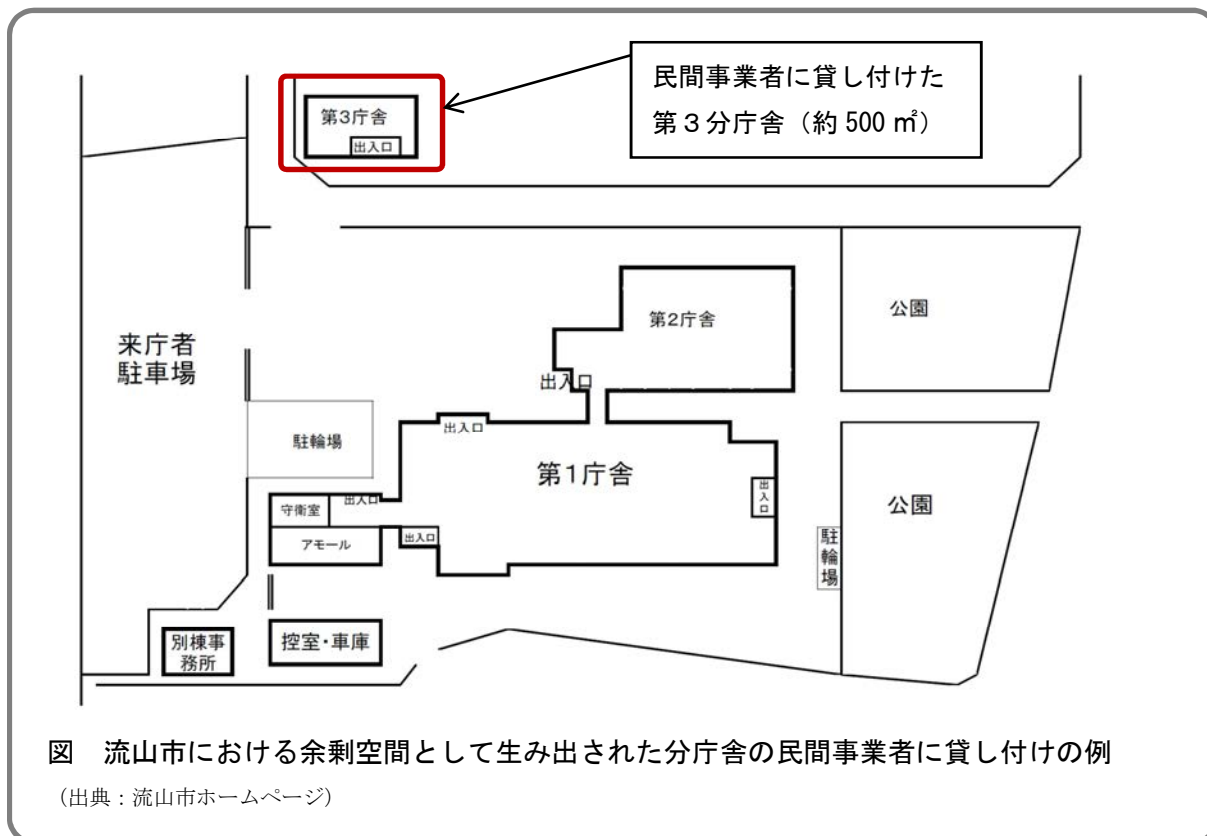 民間事業者に貸し付けた
第３分庁舎（約 500 ㎡）
第3庁舎
出入口
第2庁舎
公園
来庁者
駐車場
出入口
出入口
駐輪場
第1庁舎
出入口
公園
守衛室
出入口
アモール
出入口
駐輪場
別棟事
務所
控室・車庫
図　流山市における余剰空間として生み出された分庁舎の民間事業者に貸し付けの例
（出典：流山市ホームページ）